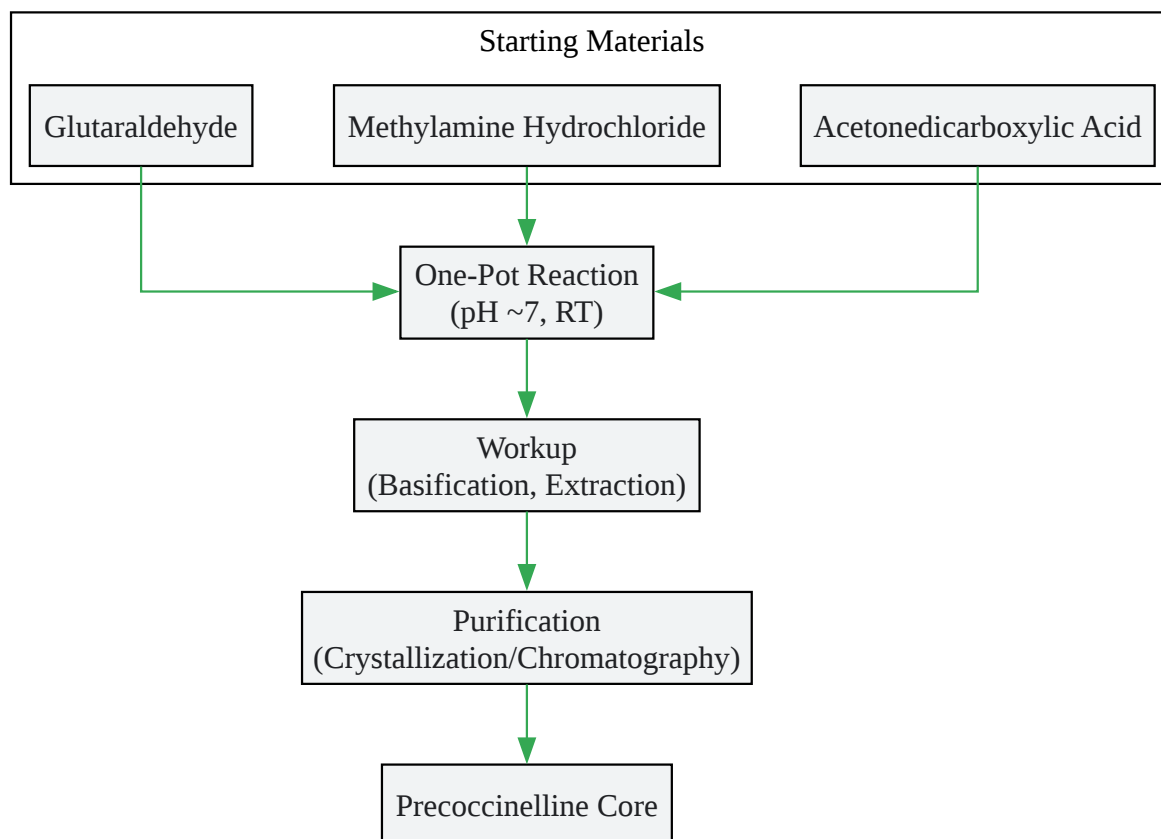 Starting Materials
Glutaraldehyde
Methylamine Hydrochloride
Acetonedicarboxylic Acid
One-Pot Reaction
(pH ~7, RT)
Workup
(Basification, Extraction)
Purification
(Crystallization/Chromatography)
Precoccinelline Core